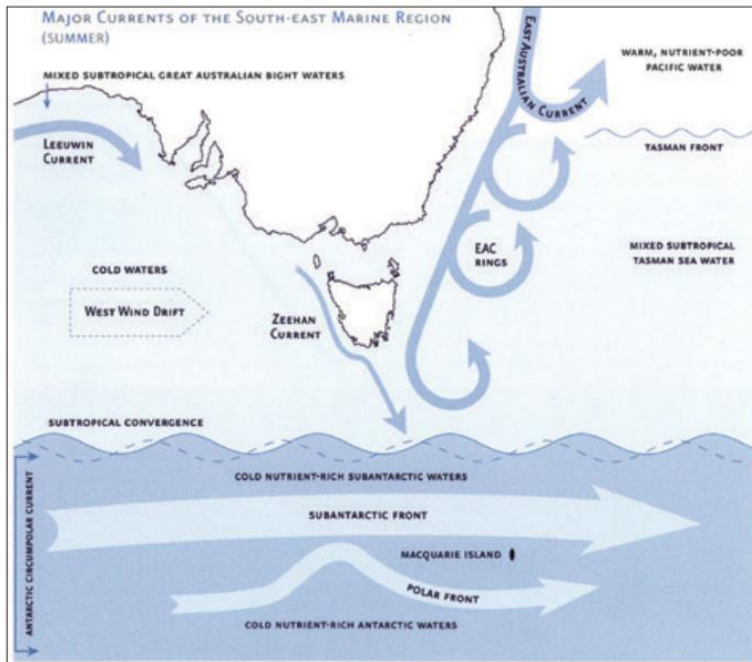 MAJOR CURRENTS OF THE SOUTH-EAST MARINE REGION
(SUMMER)
MIXED SUBTROPICAL GREAT AUSTRALIAN BIGHT WATERS
EAST AUSTRALIAN CURRENT
WARM, NUTRIENT-POOR
PACIFIC WATER
LEEUWIN
CURRENT
TASMAN FRONT
EAC
RINGS
MIXED SUBTROPICAL
TASMAN SEA WATER
COLD WATERS
WEST WIND DRIFT
ZEEHAN
CURRENT
SUBTROPICAL CONVERGENCE
ANTARCTIC CIRCUMPOLAR CURRENT
COLD NUTRIENT-RICH SUBANTARCTIC WATERS
SUBANTARCTIC FRONT
MACQUARIE ISLAND
POLAR FRONT
COLD NUTRIENT-RICH ANTARCTIC WATERS